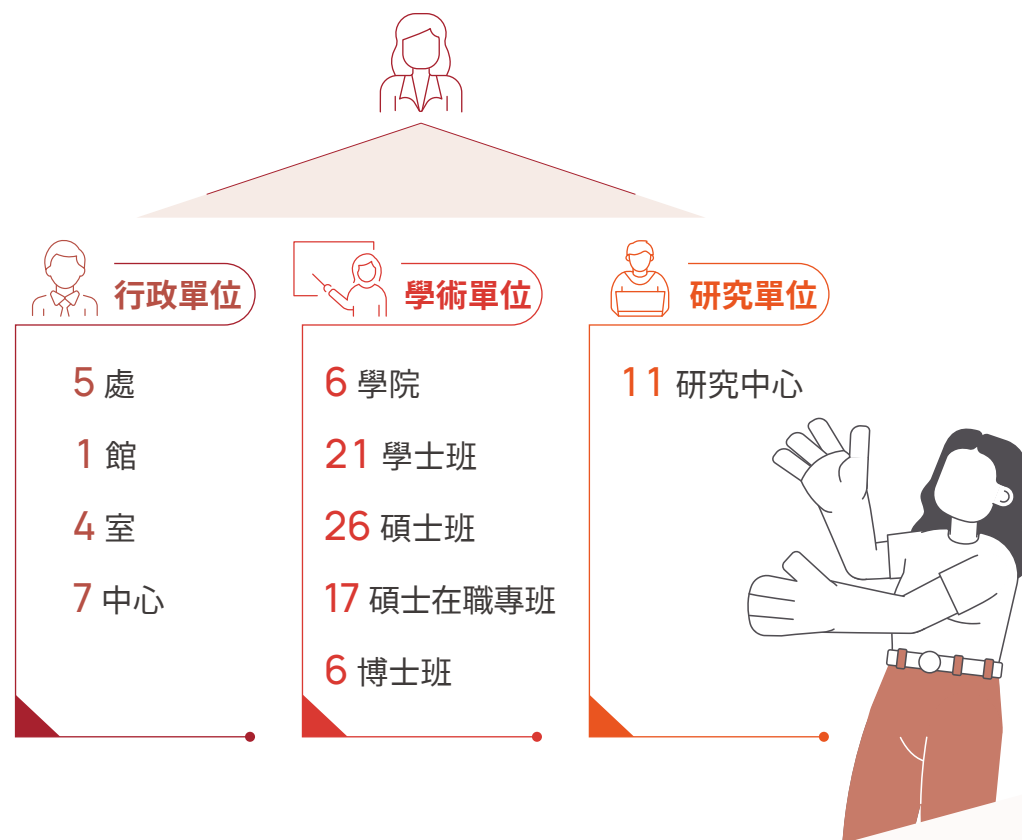 行政單位
5 處
1 館
4 室
7 中心
學術單位
6 學院
21 學士班
26 碩士班
17 碩士在職專班
6 博士班
研究單位
11 研究中心